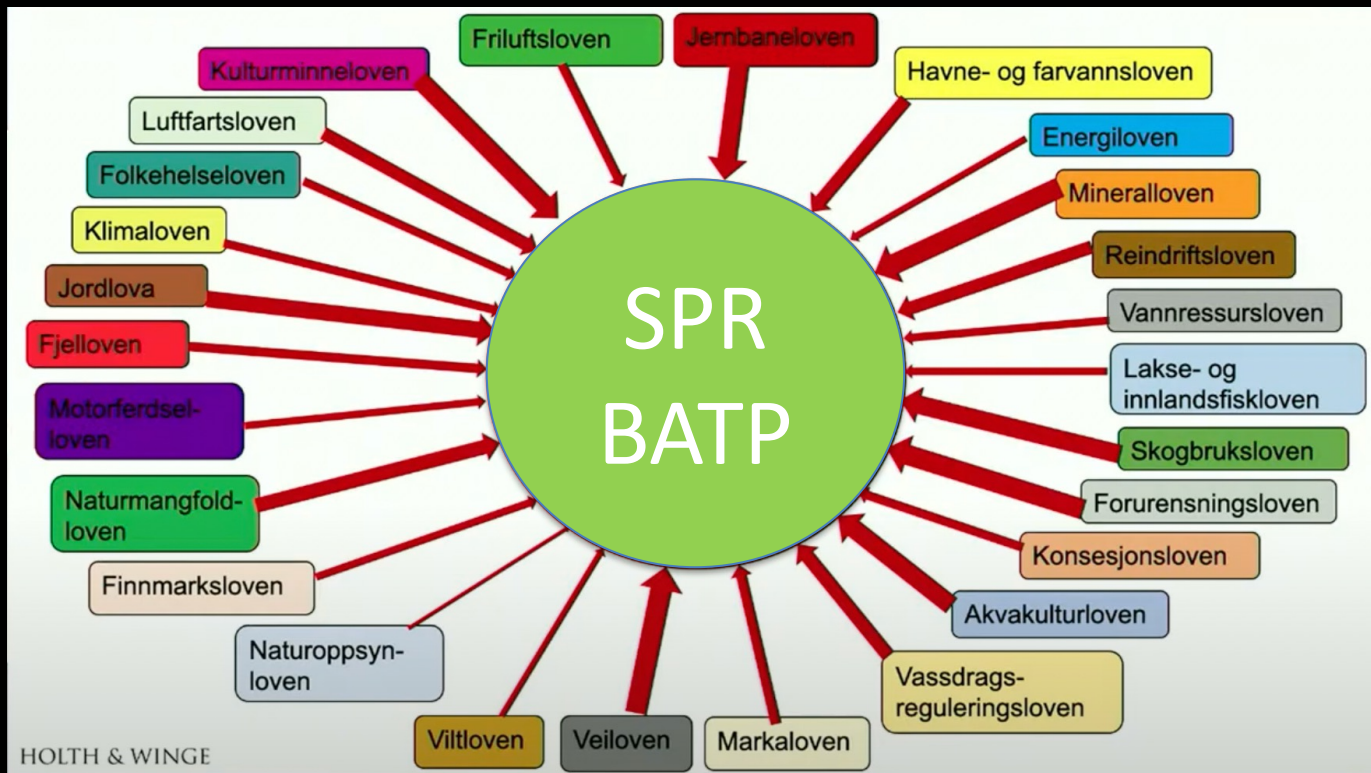 Friluftsloven
Jernbaneloven
Kulturminneloven
Havne- og farvannsloven
Luftfartsloven
Energiloven
Folkehelseloven
Mineralloven
Klimaloven
Reindriftsloven
Jordlova
Vannressursloven
Fjelloven
Lakse- og
innlandsfiskloven
Motorferdsel-
loven
Skogbruksloven
Naturmangfold-
loven
Forurensningsloven
Konsesjonsloven
Finnmarksloven
Akvakulturloven
Naturoppsyn-
loven
Vassdrags-
reguleringsloven
Viltloven
Veiloven
Markaloven
SPR
BATP
HOLTH & WINGE